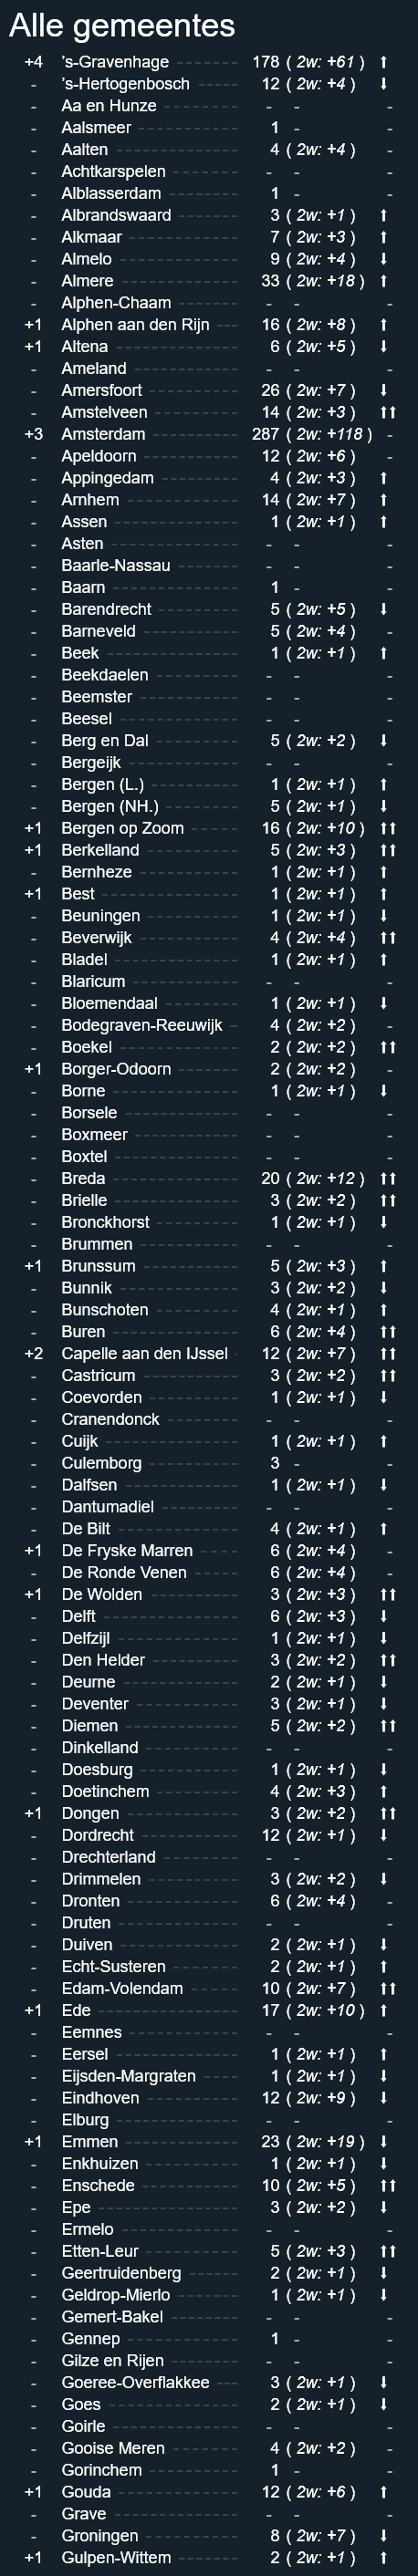 Alle gemeentes
+4 's-Gravenhage 178 ( 2w: +61 ) ⬆
- 's-Hertogenbosch 12 ( 2w: +4 ) ⬇
- Aa en Hunze - - -
- Aalsmeer 1 - -
- Aalten 4 ( 2w: +4 ) -
- Achtkarspelen - - -
- Alblasserdam 1 - -
- Albrandswaard 3 ( 2w: +1 ) ⬆
- Alkmaar 7 ( 2w: +3 ) ⬆
- Almelo 9 ( 2w: +4 ) ⬇
- Almere 33 ( 2w: +18 ) ⬆
- Alphen-Chaam - - -
+1 Alphen aan den Rijn 16 ( 2w: +8 ) ⬆
+1 Altena 6 ( 2w: +5 ) ⬇
- Ameland - - -
- Amersfoort 26 ( 2w: +7 ) ⬇
- Amstelveen 14 ( 2w: +3 ) ⬆⬆
+3 Amsterdam 287 ( 2w: +118 ) -
- Apeldoorn 12 ( 2w: +6 ) -
- Appingedam 4 ( 2w: +3 ) ⬆
- Arnhem 14 ( 2w: +7 ) ⬆
- Assen 1 ( 2w: +1 ) ⬆
- Asten - - -
- Baarle-Nassau - - -
- Baarn 1 - -
- Barendrecht 5 ( 2w: +5 ) ⬇
- Barneveld 5 ( 2w: +4 ) -
- Beek 1 ( 2w: +1 ) ⬆
- Beekdaelen - - -
- Beemster - - -
- Beesel - - -
- Berg en Dal 5 ( 2w: +2 ) ⬇
- Bergeijk - - -
- Bergen (L.) 1 ( 2w: +1 ) ⬆
- Bergen (NH.) 5 ( 2w: +1 ) ⬇
+1 Bergen op Zoom 16 ( 2w: +10 ) ⬆⬆
+1 Berkelland 5 ( 2w: +3 ) ⬆⬆
- Bernheze 1 ( 2w: +1 ) ⬆
+1 Best 1 ( 2w: +1 ) ⬆
- Beuningen 1 ( 2w: +1 ) ⬇
- Beverwijk 4 ( 2w: +4 ) ⬆⬆
- Bladel 1 ( 2w: +1 ) ⬆
- Blaricum - - -
- Bloemendaal 1 ( 2w: +1 ) ⬇
- Bodegraven-Reeuwijk 4 ( 2w: +2 ) -
- Boekel 2 ( 2w: +2 ) ⬆⬆
+1 Borger-Odoorn 2 ( 2w: +2 ) -
- Borne 1 ( 2w: +1 ) ⬇
- Borsele - - -
- Boxmeer - - -
- Boxtel - - -
- Breda 20 ( 2w: +12 ) ⬆⬆
- Brielle 3 ( 2w: +2 ) ⬆⬆
- Bronckhorst 1 ( 2w: +1 ) ⬇
- Brummen - - -
+1 Brunssum 5 ( 2w: +3 ) ⬆
- Bunnik 3 ( 2w: +2 ) ⬇
- Bunschoten 4 ( 2w: +1 ) ⬆
- Buren 6 ( 2w: +4 ) ⬆⬆
+2 Capelle aan den IJssel 12 ( 2w: +7 ) ⬆⬆
- Castricum 3 ( 2w: +2 ) ⬆⬆
- Coevorden 1 ( 2w: +1 ) ⬇
- Cranendonck - - -
- Cuijk 1 ( 2w: +1 ) ⬆
- Culemborg 3 - -
- Dalfsen 1 ( 2w: +1 ) ⬇
- Dantumadiel - - -
- De Bilt 4 ( 2w: +1 ) ⬆
+1 De Fryske Marren 6 ( 2w: +4 ) -
- De Ronde Venen 6 ( 2w: +4 ) -
+1 De Wolden 3 ( 2w: +3 ) ⬆⬆
- Delft 6 ( 2w: +3 ) ⬇
- Delfzijl 1 ( 2w: +1 ) ⬇
- Den Helder 3 ( 2w: +2 ) ⬆⬆
- Deurne 2 ( 2w: +1 ) ⬇
- Deventer 3 ( 2w: +1 ) ⬇
- Diemen 5 ( 2w: +2 ) ⬆⬆
- Dinkelland - - -
- Doesburg 1 ( 2w: +1 ) ⬇
- Doetinchem 4 ( 2w: +3 ) ⬆
+1 Dongen 3 ( 2w: +2 ) ⬆⬆
- Dordrecht 12 ( 2w: +1 ) ⬇
- Drechterland - - -
- Drimmelen 3 ( 2w: +2 ) ⬇
- Dronten 6 ( 2w: +4 ) -
- Druten - - -
- Duiven 2 ( 2w: +1 ) ⬇
- Echt-Susteren 2 ( 2w: +1 ) ⬆
- Edam-Volendam 10 ( 2w: +7 ) ⬆⬆
+1 Ede 17 ( 2w: +10 ) ⬆
- Eemnes - - -
- Eersel 1 ( 2w: +1 ) ⬆
- Eijsden-Margraten 1 ( 2w: +1 ) ⬇
- Eindhoven 12 ( 2w: +9 ) ⬇
- Elburg - - -
+1 Emmen 23 ( 2w: +19 ) ⬇
- Enkhuizen 1 ( 2w: +1 ) ⬇
- Enschede 10 ( 2w: +5 ) ⬆⬆
- Epe 3 ( 2w: +2 ) ⬇
- Ermelo - - -
- Etten-Leur 5 ( 2w: +3 ) ⬆⬆
- Geertruidenberg 2 ( 2w: +1 ) ⬇
- Geldrop-Mierlo 1 ( 2w: +1 ) ⬇
- Gemert-Bakel - - -
- Gennep 1 - -
- Gilze en Rijen - - -
- Goeree-Overflakkee 3 ( 2w: +1 ) ⬇
- Goes 2 ( 2w: +1 ) ⬇
- Goirle - - -
- Gooise Meren 4 ( 2w: +2 ) -
- Gorinchem 1 - -
+1 Gouda 12 ( 2w: +6 ) ⬆
- Grave - - -
- Groningen 8 ( 2w: +7 ) ⬇
+1 Gulpen-Wittem 2 ( 2w: +1 ) ⬆